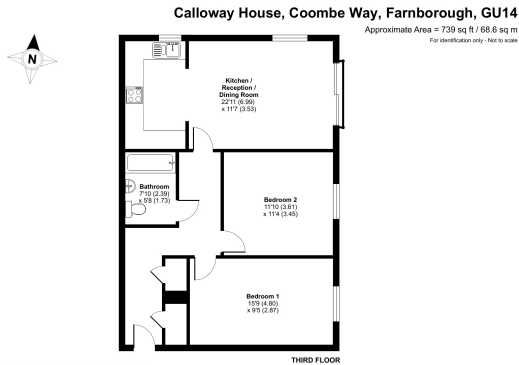 Calloway House, Coombe Way, Farnborough, GU14
Approximate Area = 739 sq ft / 68.6 sq m
For identification only - Not to scale
N
Kitchen /
Reception /
Dining Room
22'11 (6.99)
x 11'7 (3.53)
Bathroom
7'10 (2.39)
x 5'8 (1.73)
Bedroom 2
11'10 (3.61)
x 11'4 (3.45)
Bedroom 1
15'9 (4.80)
x 9'5 (2.87)
THIRD FLOOR